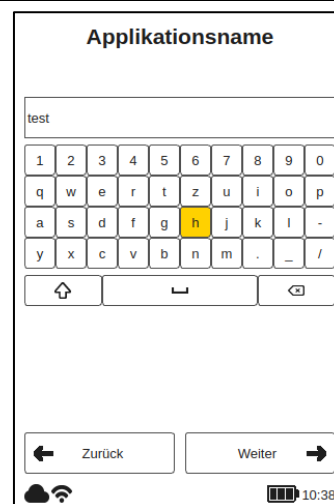 Applikationsname
test
1 2 3 4 5 6 7 8 9 0
q w e r t z u i o p
a s d f g h j k l -
y x c v b n m . _ /
Zurück Weiter
10:38